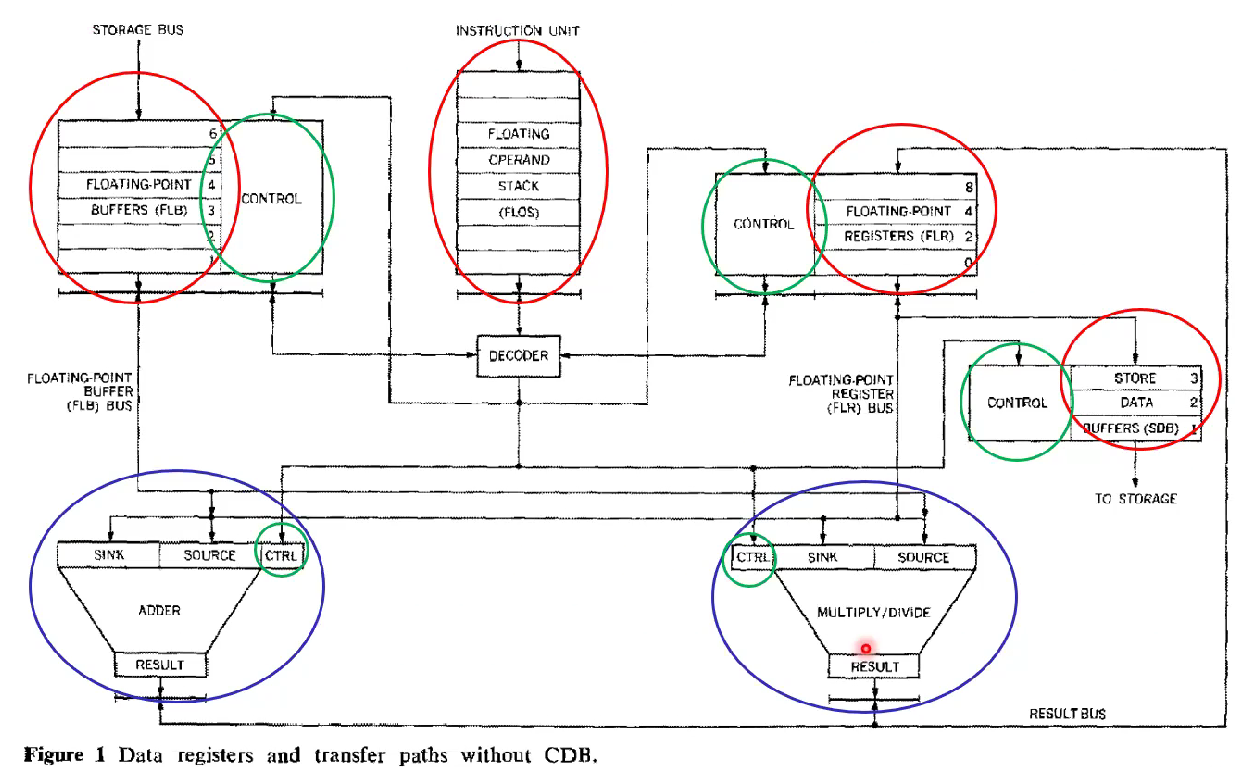 STORAGE BUS
INSTRUCTION UNIT
6
5
FLOATING-POINT 4
BUFFERS (FLB) 3
2
1
CONTROL
FLOATING
OPERAND
STACK
(FLOS)
CONTROL
8
FLOATING-POINT 4
REGISTERS (FLR) 2
0
DECODER
FLOATING-POINT
BUFFER
(FLB) BUS
FLOATING-POINT
REGISTER
(FLR) BUS
CONTROL
STORE 3
DATA 2
BUFFERS (SDB) 1
TO STORAGE
SINK
SOURCE
CTRL
ADDER
RESULT
CTRL
SINK
SOURCE
MULTIPLY/DIVIDE
RESULT
RESULT BUS
Figure 1 Data registers and transfer paths without CDB.